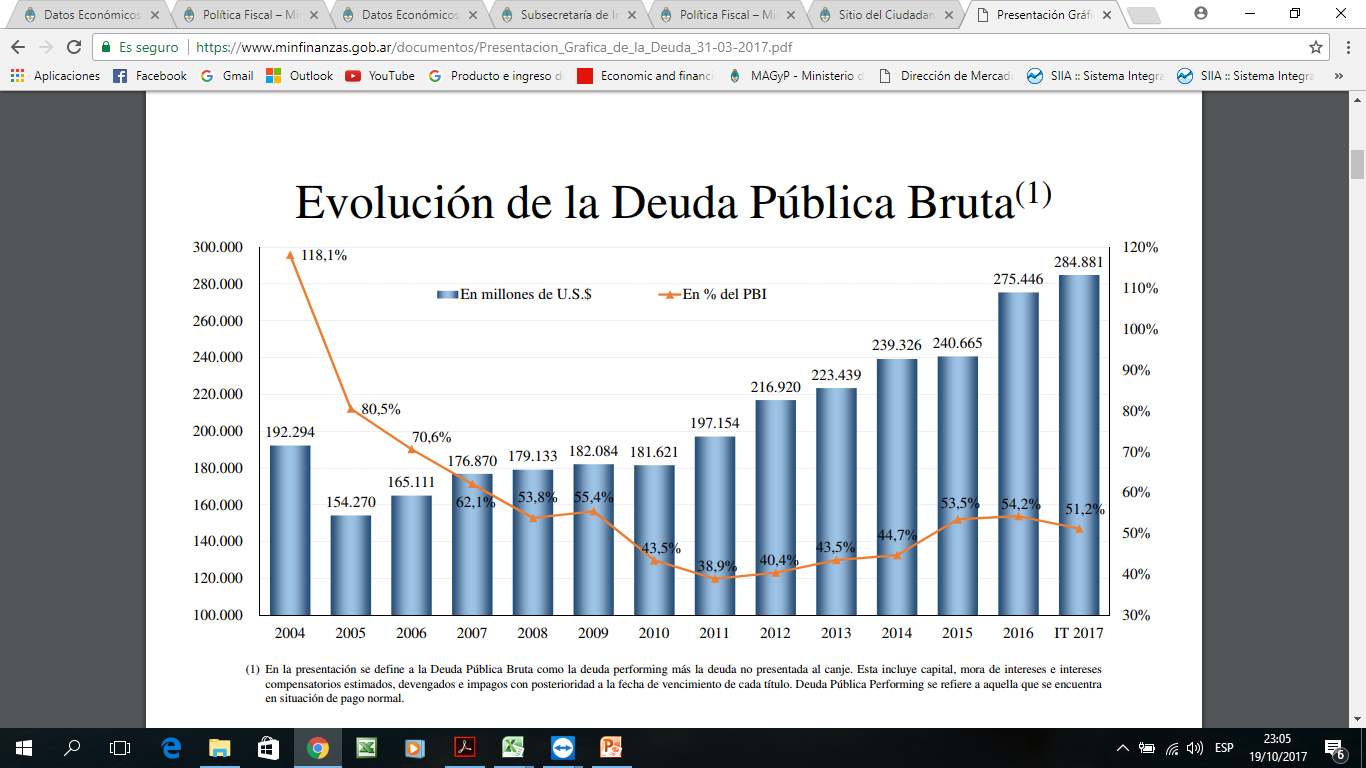 Datos Económicos
Política Fiscal – Mi
Datos Económicos
Subsecretaría de In
Política Fiscal – Mi
Sitio del Ciudadan
Presentación Gráfi
Es seguro
https://www.minfinanzas.gob.ar/documentos/Presentacion_Grafica_de_la_Deuda_31-03-2017.pdf
Aplicaciones
Facebook
Gmail
Outlook
YouTube
Producto e ingreso de
Economic and financi
MAGyP - Ministerio d
Dirección de Mercado
SIIA :: Sistema Integra
SIIA :: Sistema Integra
»
Evolución de la Deuda Pública Bruta(1)
300.000
280.000
260.000
240.000
220.000
200.000
180.000
160.000
140.000
120.000
100.000
120%
110%
100%
90%
80%
70%
60%
50%
40%
30%
En millones de U.S.$
En % del PBI
192.294
154.270
165.111
176.870
179.133
182.084
181.621
197.154
216.920
223.439
239.326
240.665
275.446
284.881
118,1%
80,5%
70,6%
62,1%
53,8%
55,4%
43,5%
38,9%
40,4%
43,5%
44,7%
53,5%
54,2%
51,2%
2004
2005
2006
2007
2008
2009
2010
2011
2012
2013
2014
2015
2016
IT 2017
(1) En la presentación se define a la Deuda Pública Bruta como la deuda performing más la deuda no presentada al canje. Esta incluye capital, mora de intereses e intereses
compensatorios estimados, devengados e impagos con posterioridad a la fecha de vencimiento de cada título. Deuda Pública Performing se refiere a aquella que se encuentra
en situación de pago normal.
ESP
23:05
19/10/2017
6